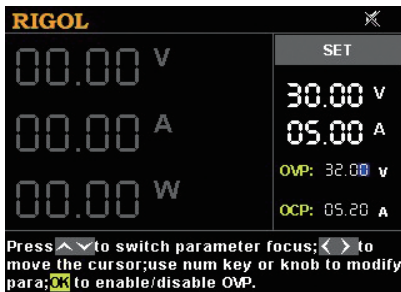 RIGOL
SET
00.00 V
30.00 V
00.00 A
05.00 A
OVP: 32.00 V
00.00 W
OCP: 05.20 A
Press to switch parameter focus; to
move the cursor;use num key or knob to modify
para;OK to enable/disable OVP.